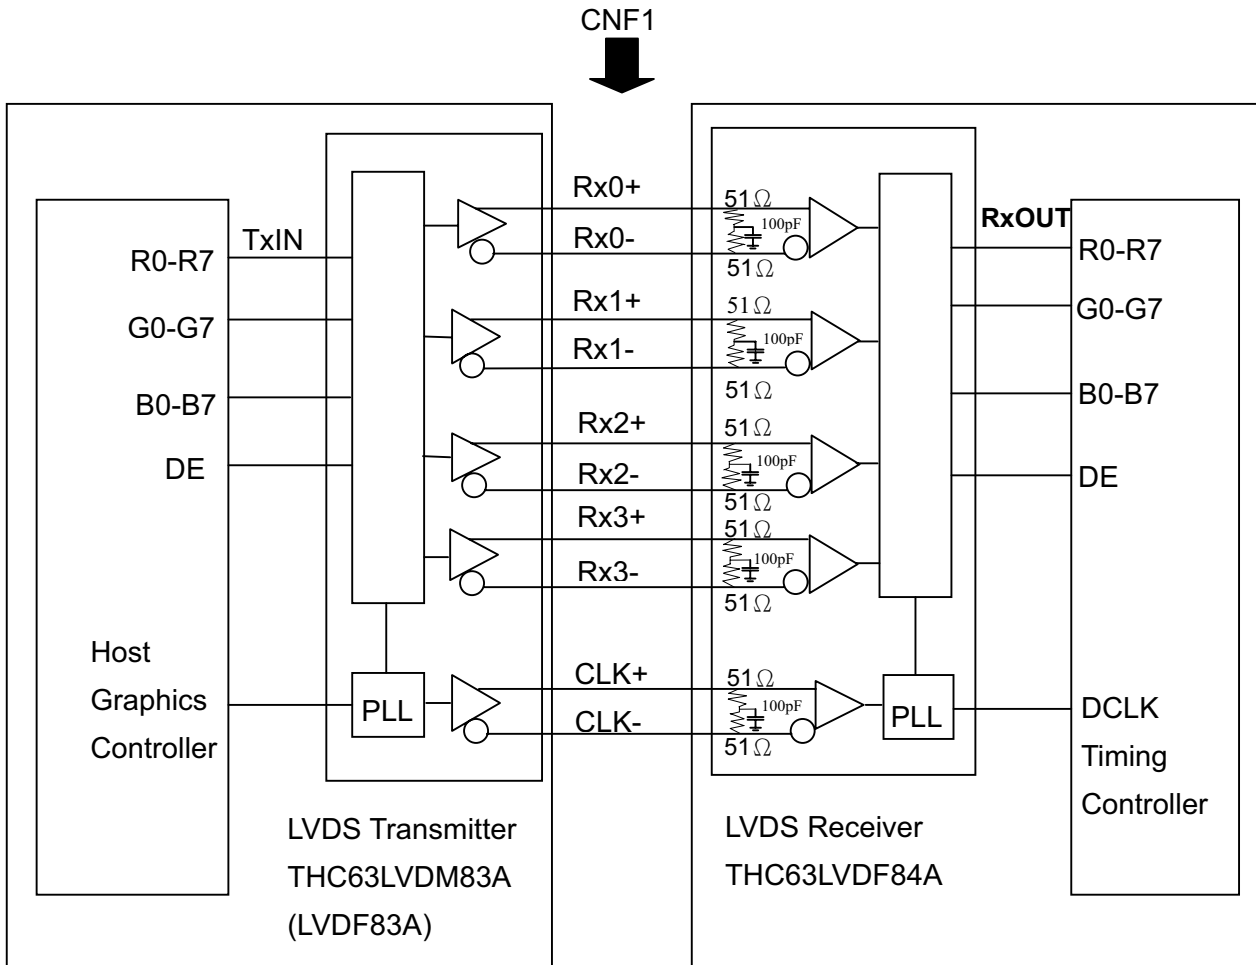 CNF1
TxIN
R0-R7
G0-G7
B0-B7
DE
Host
Graphics
Controller
PLL
LVDS Transmitter
THC63LVDM83A
(LVDF83A)
Rx0+
Rx0-
Rx1+
Rx1-
Rx2+
Rx2-
Rx3+
Rx3-
CLK+
CLK-
51Ω
100pF
51Ω
51Ω
100pF
51Ω
51Ω
100pF
51Ω
51Ω
100pF
51Ω
51Ω
100pF
51Ω
PLL
LVDS Receiver
THC63LVDF84A
RxOUT
R0-R7
G0-G7
B0-B7
DE
DCLK
Timing
Controller